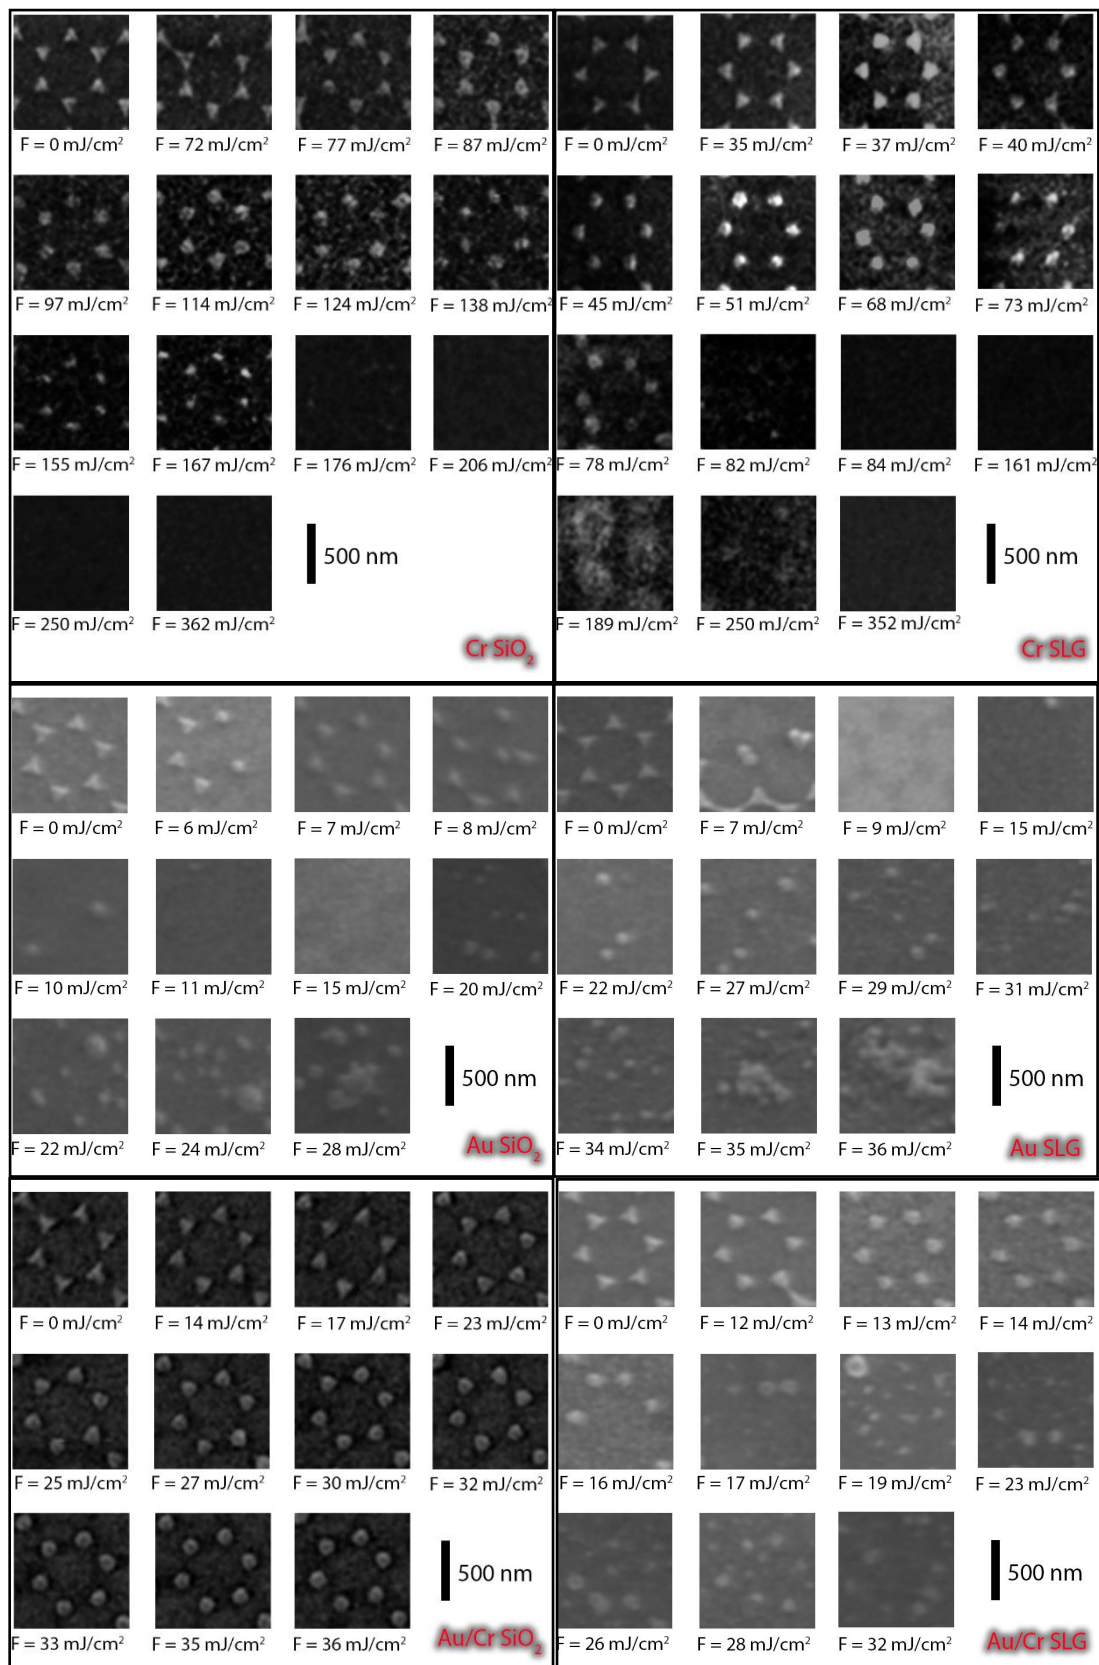 F = 0 mJ/cm² F = 72 mJ/cm² F = 77 mJ/cm² F = 87 mJ/cm²
F = 97 mJ/cm² F = 114 mJ/cm² F = 124 mJ/cm² F = 138 mJ/cm²
F = 155 mJ/cm² F = 167 mJ/cm² F = 176 mJ/cm² F = 206 mJ/cm²
500 nm
F = 250 mJ/cm² F = 362 mJ/cm²
Cr SiO₂
F = 0 mJ/cm² F = 35 mJ/cm² F = 37 mJ/cm² F = 40 mJ/cm²
F = 45 mJ/cm² F = 51 mJ/cm² F = 68 mJ/cm² F = 73 mJ/cm²
F = 78 mJ/cm² F = 82 mJ/cm² F = 84 mJ/cm² F = 161 mJ/cm²
500 nm
F = 189 mJ/cm² F = 250 mJ/cm² F = 352 mJ/cm²
Cr SLG
F = 0 mJ/cm² F = 6 mJ/cm² F = 7 mJ/cm² F = 8 mJ/cm²
F = 10 mJ/cm² F = 11 mJ/cm² F = 15 mJ/cm² F = 20 mJ/cm²
500 nm
F = 22 mJ/cm² F = 24 mJ/cm² F = 28 mJ/cm²
Au SiO₂
F = 0 mJ/cm² F = 7 mJ/cm² F = 9 mJ/cm² F = 15 mJ/cm²
F = 22 mJ/cm² F = 27 mJ/cm² F = 29 mJ/cm² F = 31 mJ/cm²
500 nm
F = 34 mJ/cm² F = 35 mJ/cm² F = 36 mJ/cm²
Au SLG
F = 0 mJ/cm² F = 14 mJ/cm² F = 17 mJ/cm² F = 23 mJ/cm²
F = 25 mJ/cm² F = 27 mJ/cm² F = 30 mJ/cm² F = 32 mJ/cm²
500 nm
F = 33 mJ/cm² F = 35 mJ/cm² F = 36 mJ/cm²
Au/Cr SiO₂
F = 0 mJ/cm² F = 12 mJ/cm² F = 13 mJ/cm² F = 14 mJ/cm²
F = 16 mJ/cm² F = 17 mJ/cm² F = 19 mJ/cm² F = 23 mJ/cm²
500 nm
F = 26 mJ/cm² F = 28 mJ/cm² F = 32 mJ/cm²
Au/Cr SLG